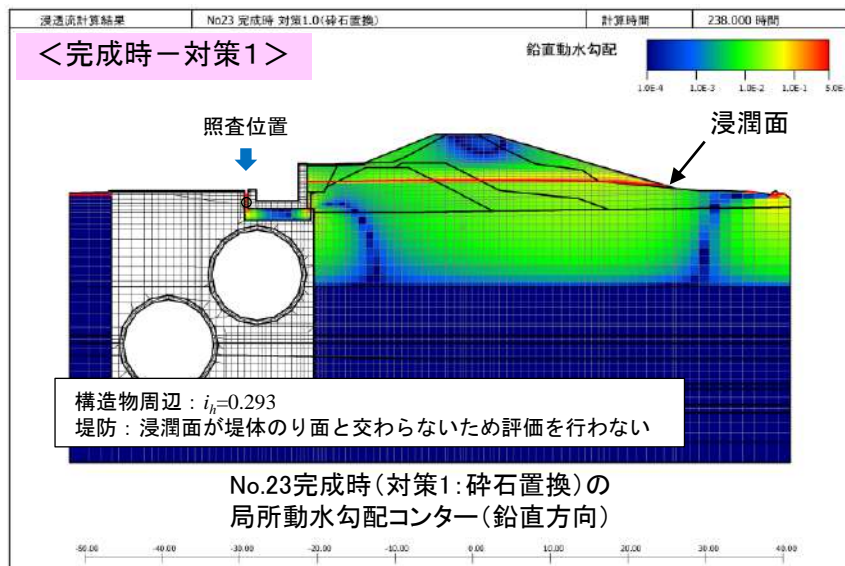 浸透流計算結果 No23 完成時 対策1.0(砕石置換) 計算時間 238.000 時間
＜完成時－対策1＞
鉛直動水勾配
1.0E-4 1.0E-3 1.0E-2 1.0E-1 5.0E-
照査位置
浸潤面
構造物周辺：ih=0.293
堤防：浸潤面が堤体のり面と交わらないため評価を行わない
No.23完成時(対策1：砕石置換)の
局所動水勾配コンター(鉛直方向)
-50.00 -40.00 -30.00 -20.00 -10.00 0.00 10.00 20.00 30.00 40.00